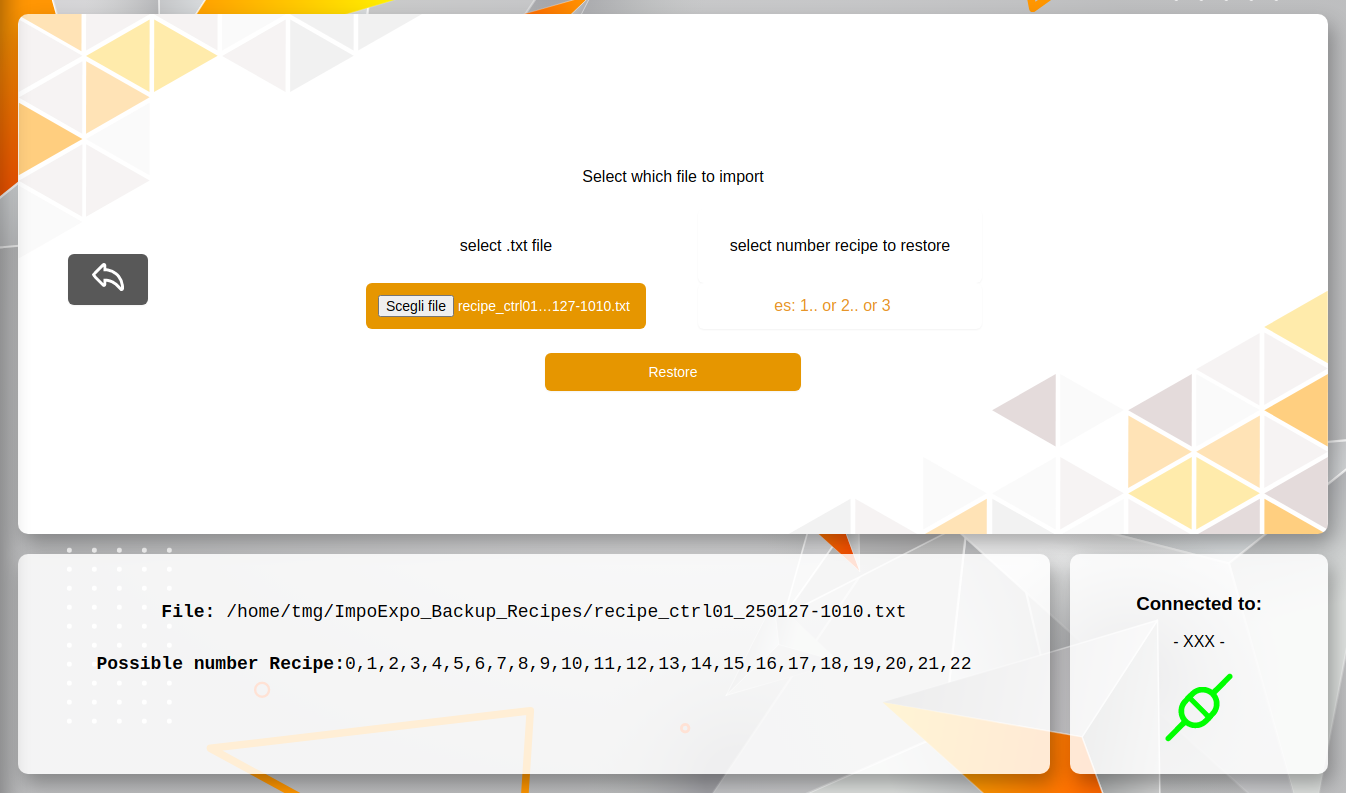 Select which file to import
select .txt file
select number recipe to restore
Scegli file recipe_ctrl01…127-1010.txt
es: 1.. or 2.. or 3
Restore
File: /home/tmg/ImpoExpo_Backup_Recipes/recipe_ctrl01_250127-1010.txt
Possible number Recipe:0,1,2,3,4,5,6,7,8,9,10,11,12,13,14,15,16,17,18,19,20,21,22
Connected to:
- XXX -